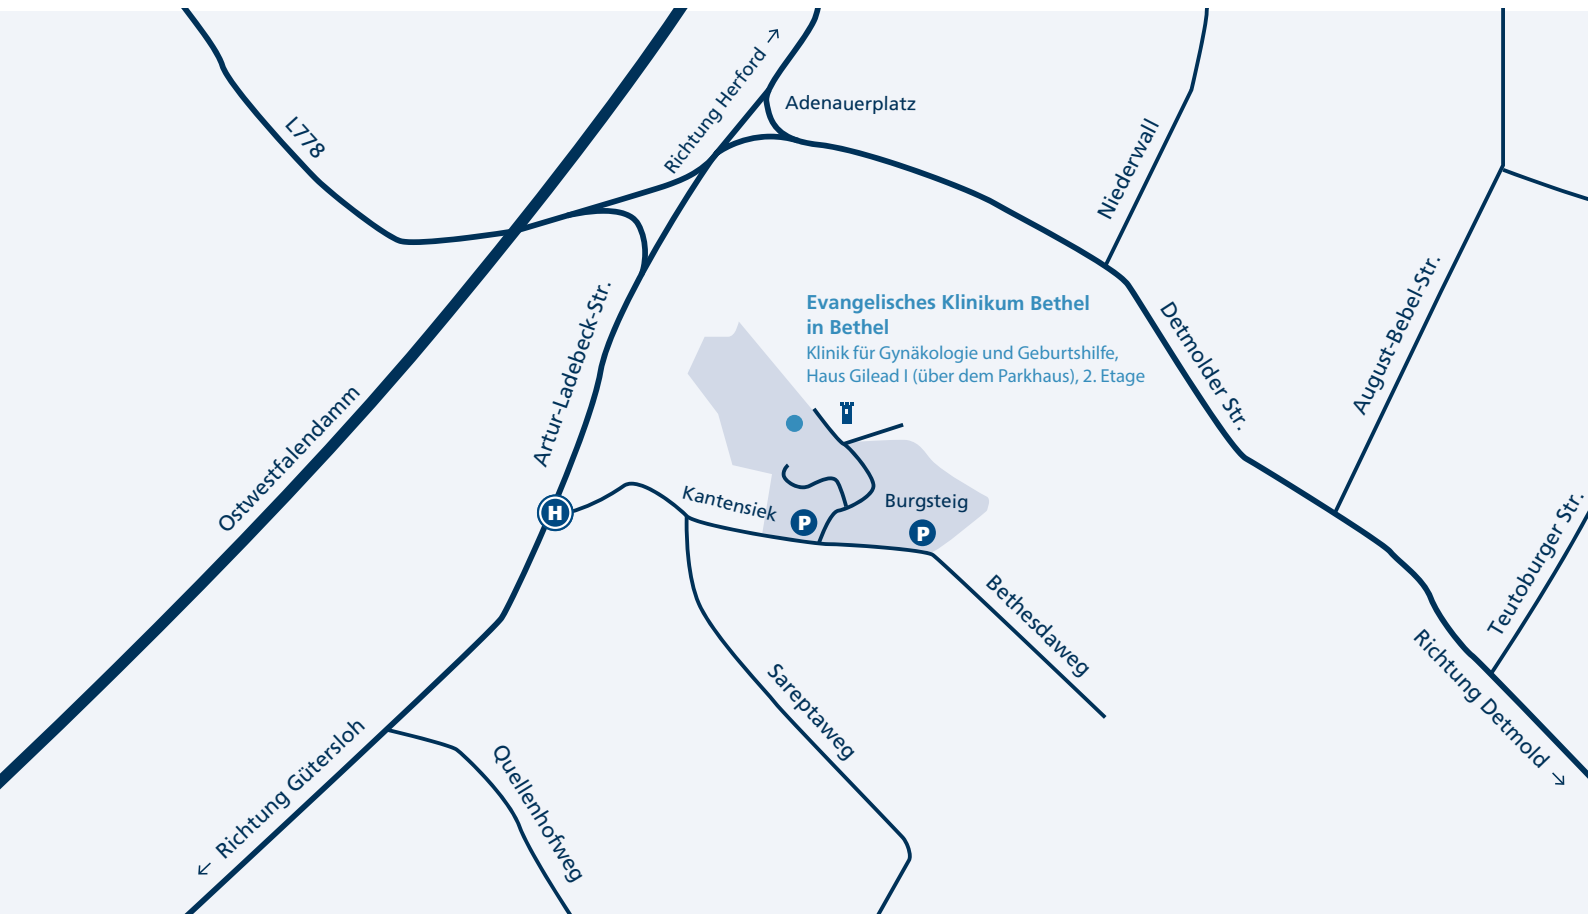 Richtung Herford →
Adenauerplatz
L778
Niederwall
Artur-Ladebeck-Str.
Ostwestfalendamm
Evangelisches Klinikum Bethel
in Bethel
Klinik für Gynäkologie und Geburtshilfe,
Haus Gilead I (über dem Parkhaus), 2. Etage
Detmolder Str.
August-Bebel-Str.
H
Kantensiek
P
Burgsteig
P
Bethesdaweg
Teutoburger Str.
Richtung Detmold →
Sareptaweg
← Richtung Gütersloh
Quellenhofweg